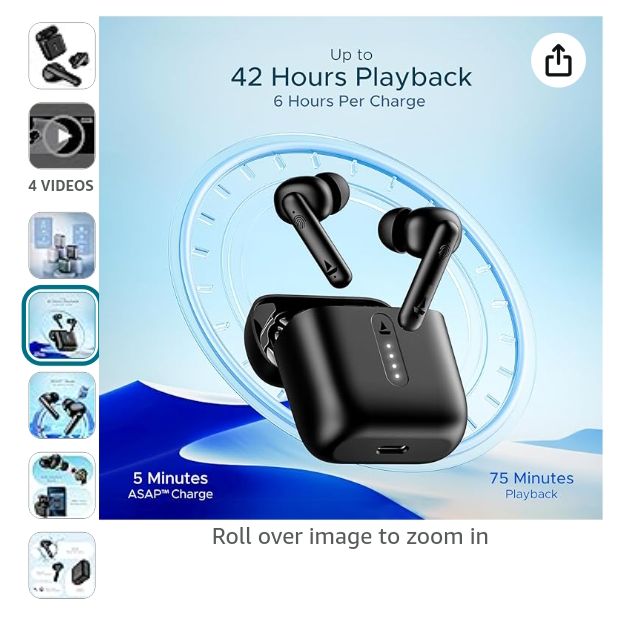 Up to
42 Hours Playback
6 Hours Per Charge
4 VIDEOS
5 Minutes
ASAP™ Charge
75 Minutes
Playback
Roll over image to zoom in